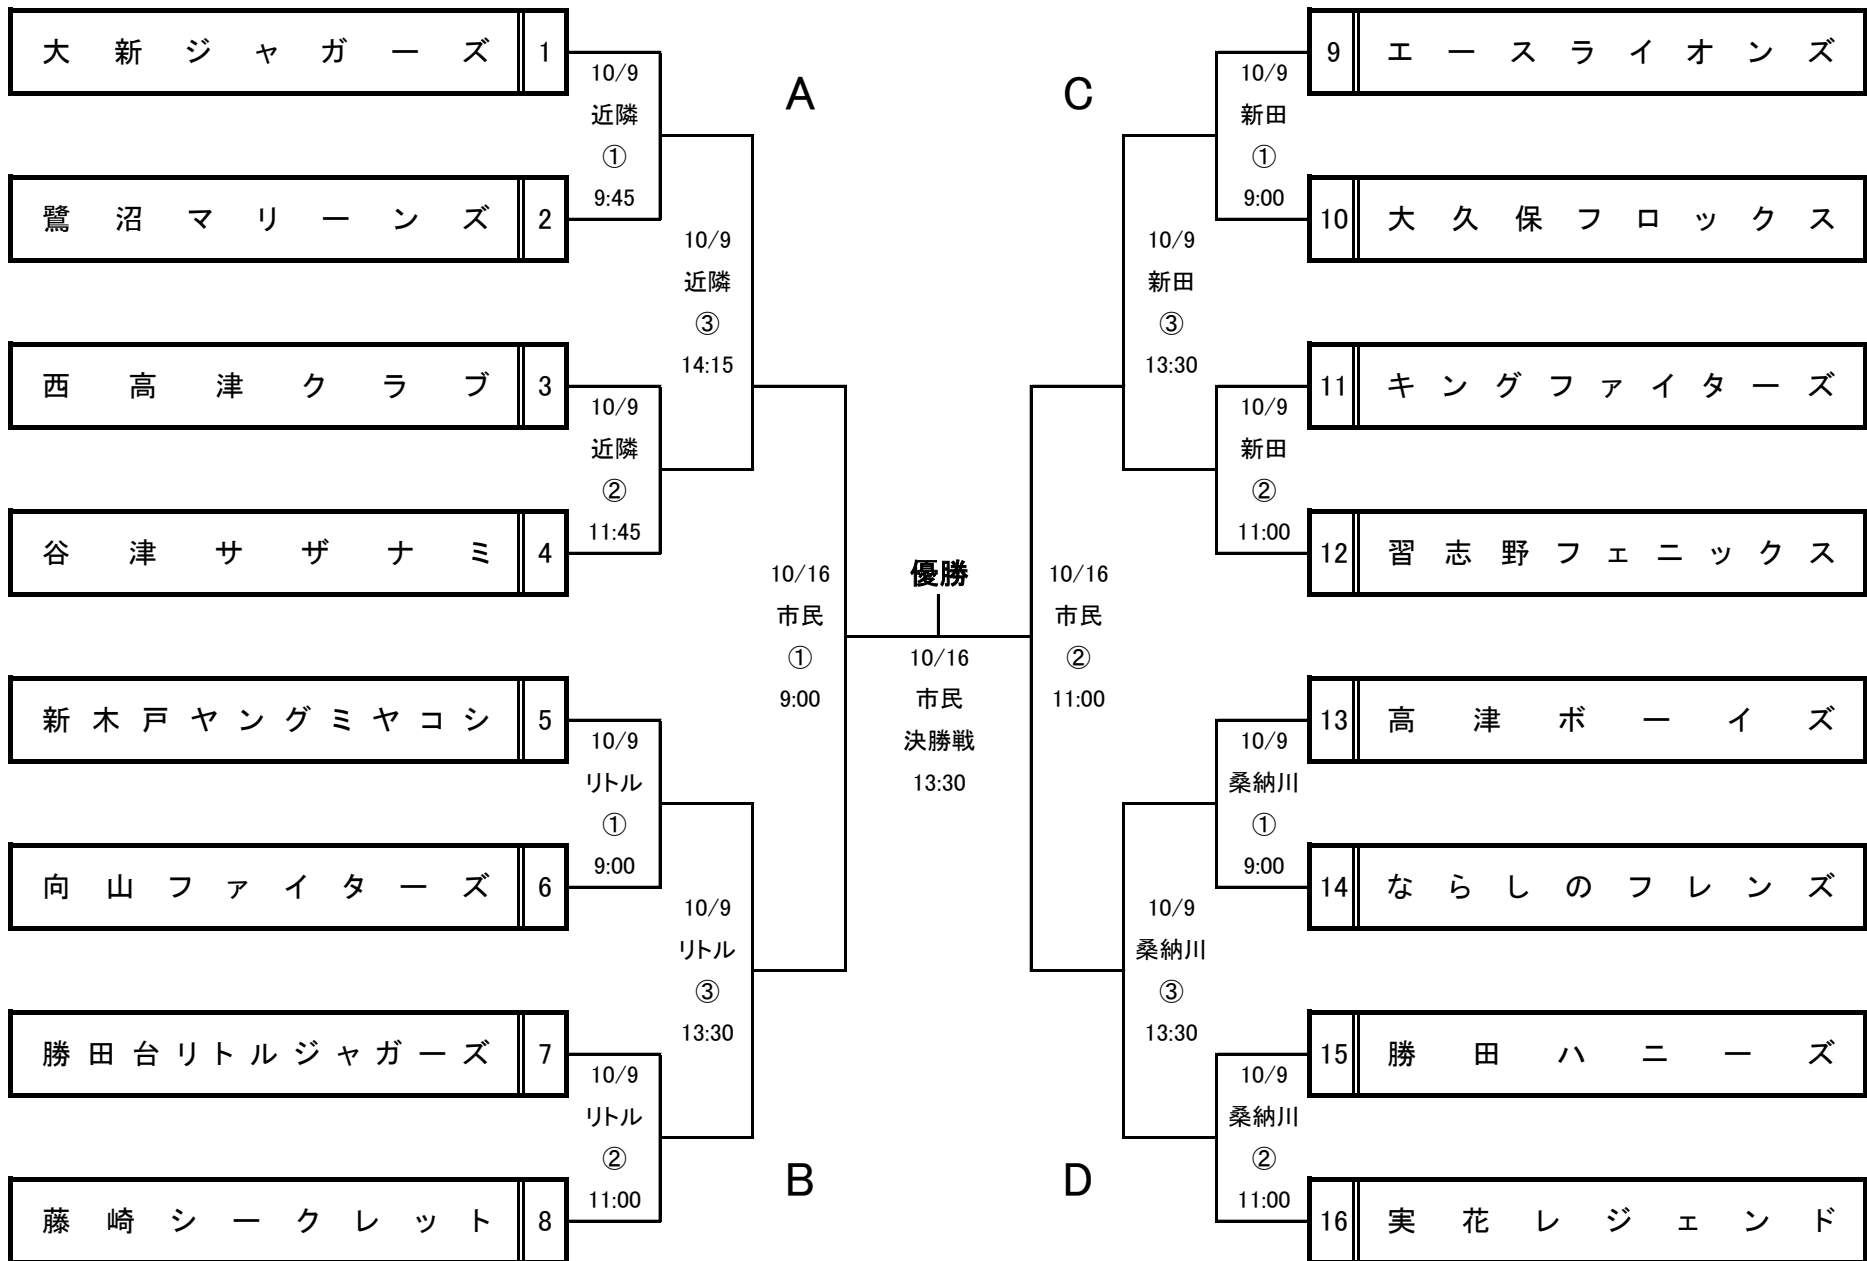 大新ジャガーズ 1
10/9
近隣
①
9:45
鷺沼マリーンズ 2
10/9
近隣
③
14:15
西高津クラブ 3
10/9
近隣
②
11:45
谷津サザナミ 4
A
10/16
市民
①
9:00
新木戸ヤングミヤコシ 5
10/9
リトル
①
9:00
向山ファイターズ 6
10/9
リトル
③
13:30
勝田台リトルジャガーズ 7
10/9
リトル
②
11:00
藤崎シークレット 8
B
優勝
10/16
市民
決勝戦
13:30
C
9 エースライオンズ
10/9
新田
①
9:00
10 大久保フロックス
10/9
新田
③
13:30
11 キングファイターズ
10/9
新田
②
11:00
12 習志野フェニックス
10/16
市民
②
11:00
13 高津ボーイズ
10/9
桑納川
①
9:00
14 ならしのフレンズ
10/9
桑納川
③
13:30
15 勝田ハニーズ
10/9
桑納川
②
11:00
16 実花レジェンド
D